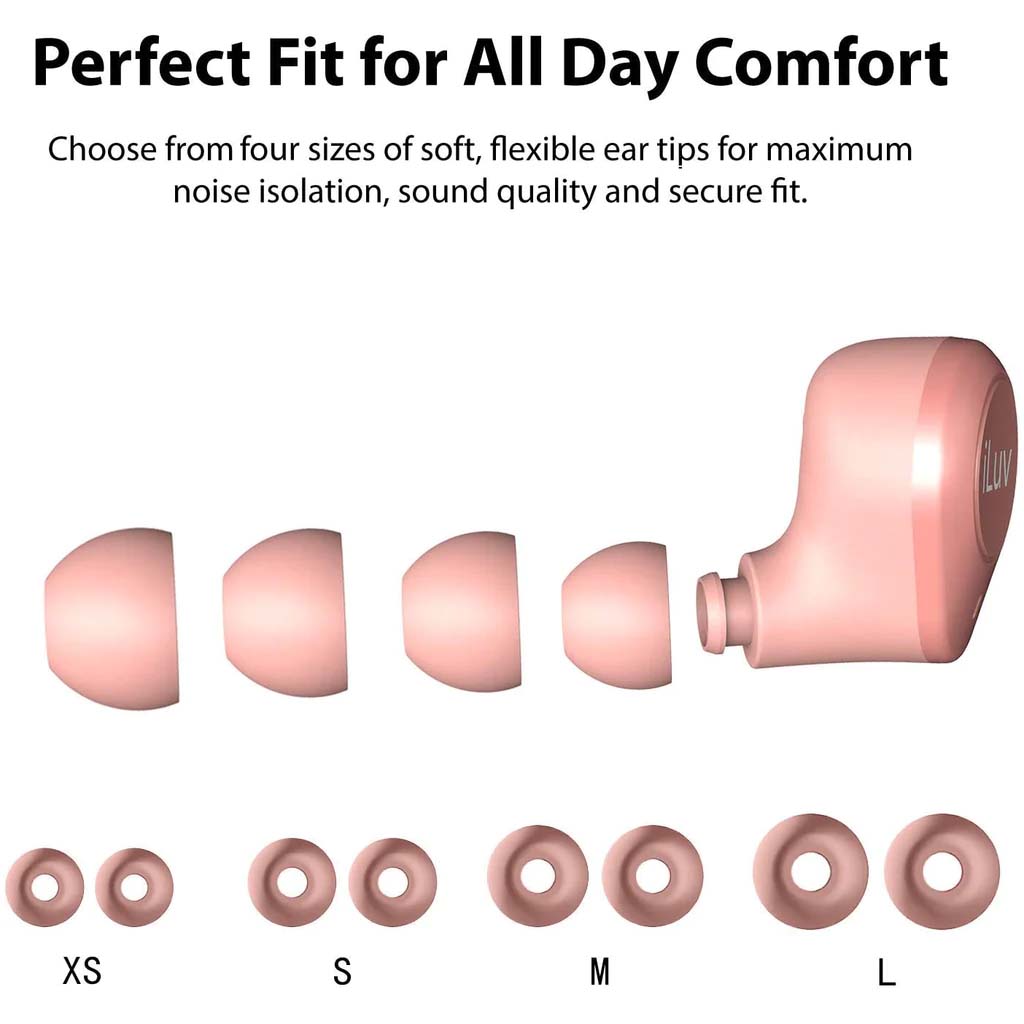 Perfect Fit for All Day Comfort
Choose from four sizes of soft, flexible ear tips for maximum
noise isolation, sound quality and secure fit.
iLuv
XS S M L